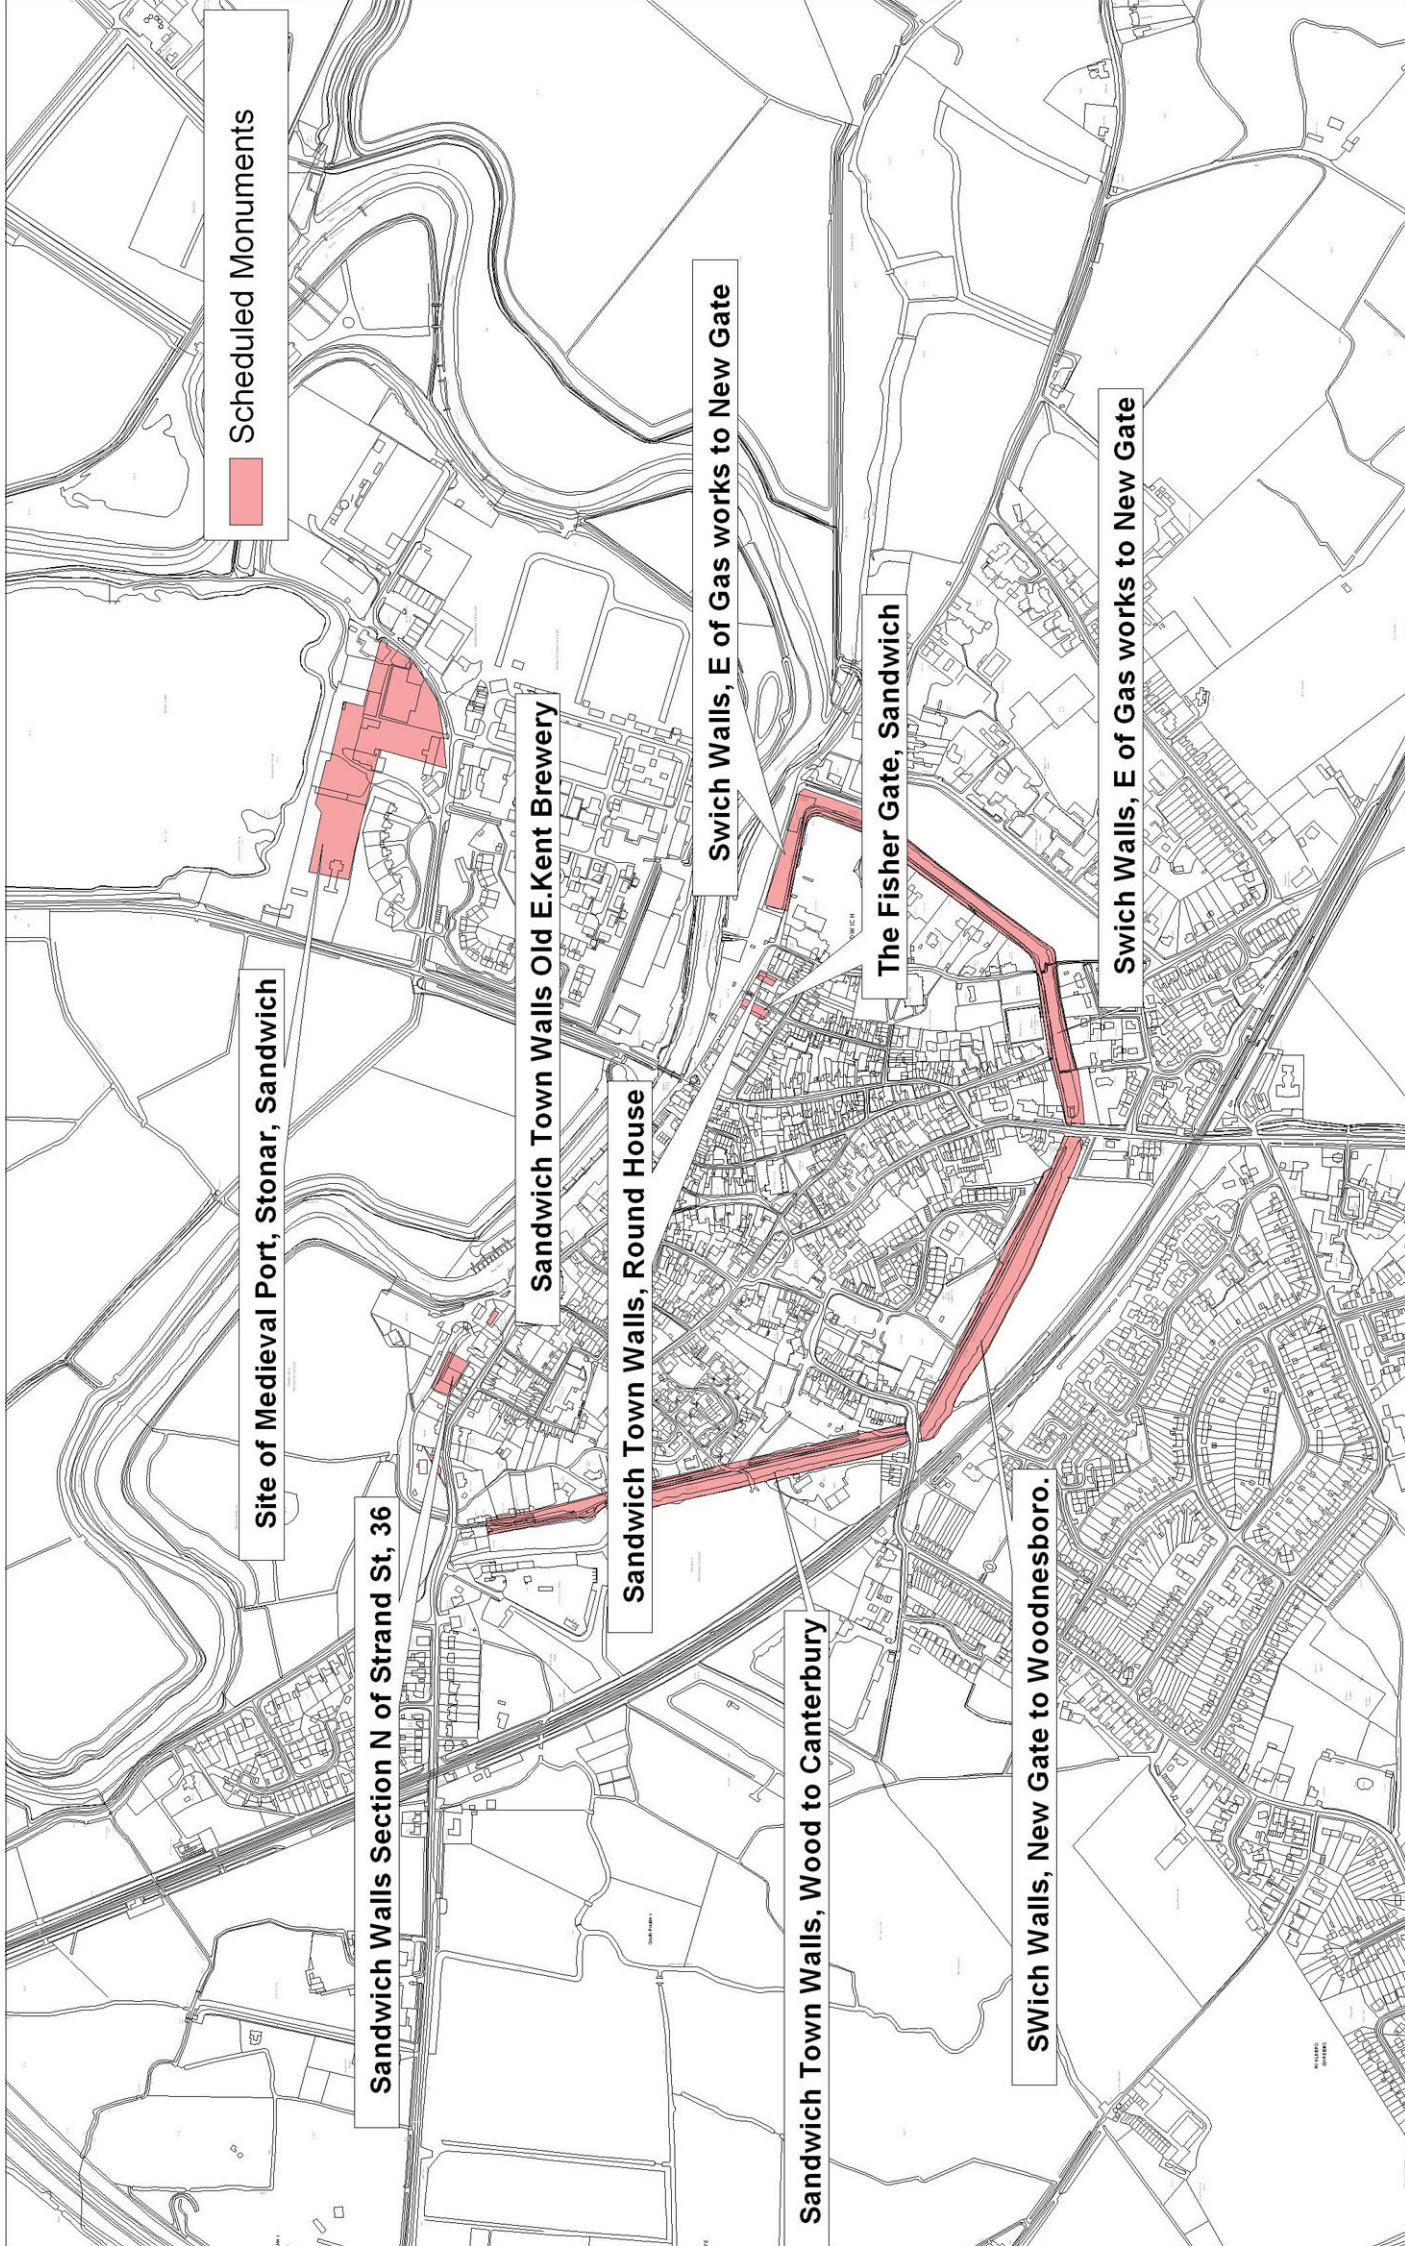 Scheduled Monuments
Site of Medieval Port, Stonar, Sandwich
Sandwich Walls Section N of Strand St, 36
Sandwich Town Walls Old E.Kent Brewery
Sandwich Town Walls, Round House
Swich Walls, E of Gas works to New Gate
Sandwich Town Walls, Wood to Canterbury
The Fisher Gate, Sandwich
SWich Walls, New Gate to Woodnesboro.
Swich Walls, E of Gas works to New Gate